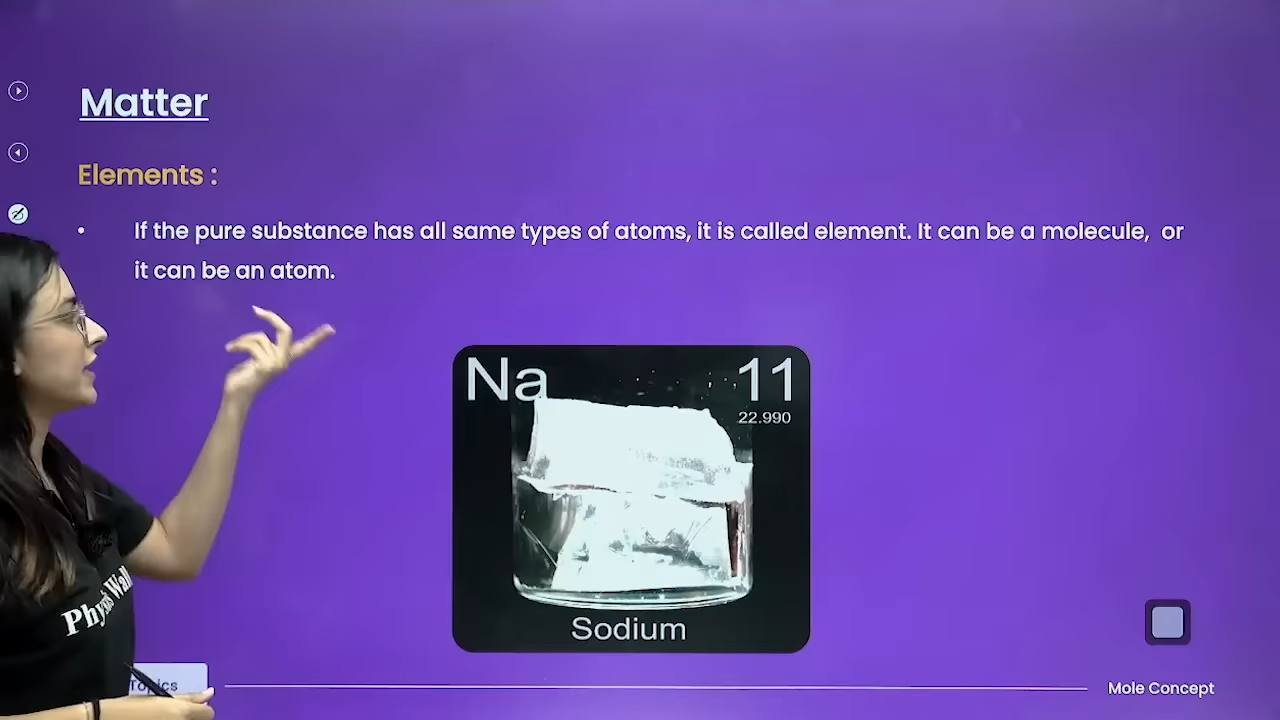 Matter
Elements :
• If the pure substance has all same types of atoms, it is called element. It can be a molecule, or
it can be an atom.
Na 11
22.990
Sodium
Topics
Mole Concept